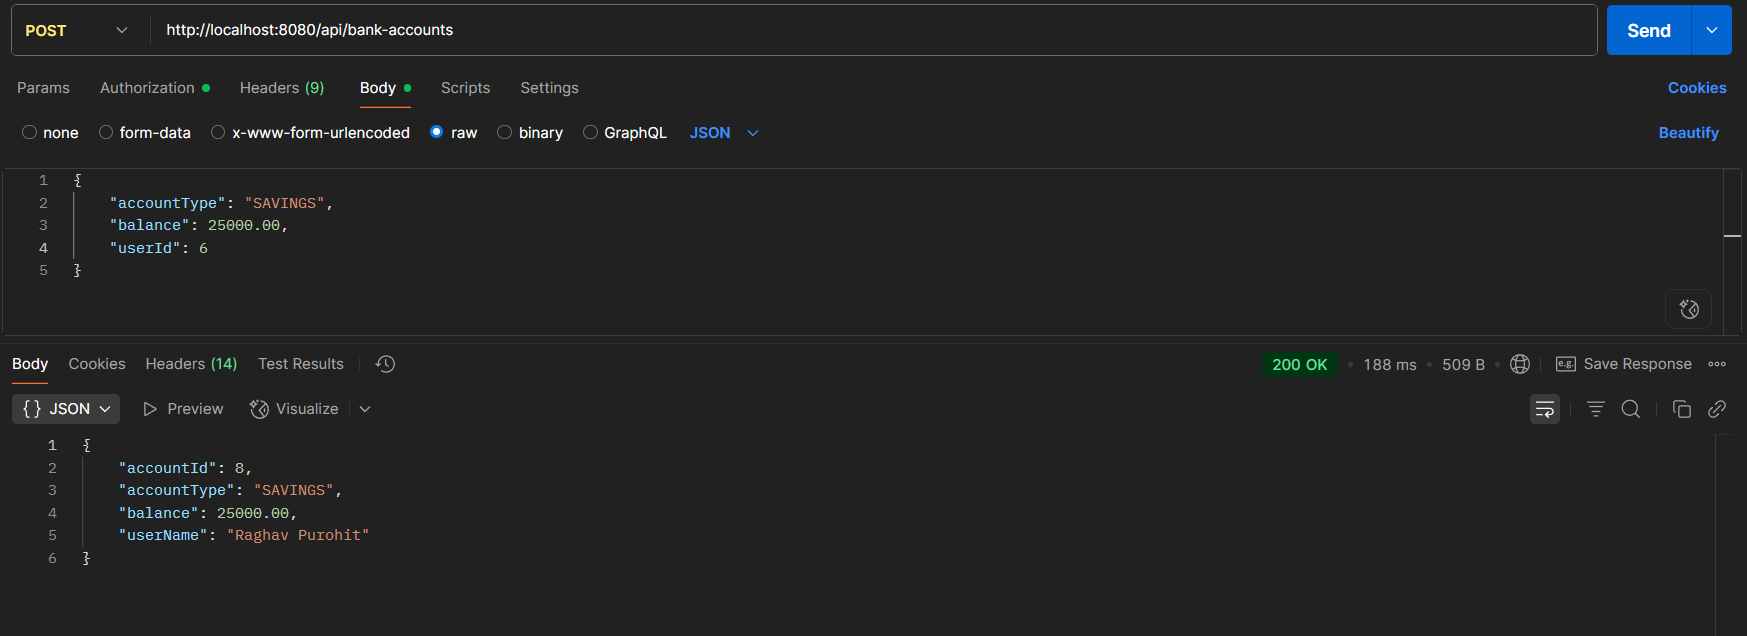 POST http://localhost:8080/api/bank-accounts Send
Params Authorization Headers (9) Body Scripts Settings Cookies
none form-data x-www-form-urlencoded raw binary GraphQL JSON Beautify
1 {
2 "accountType": "SAVINGS",
3 "balance": 25000.00,
4 "userId": 6
5 }
Body Cookies Headers (14) Test Results 200 OK • 188 ms • 509 B • e.g. Save Response
{} JSON Preview Visualize
1 {
2 "accountId": 8,
3 "accountType": "SAVINGS",
4 "balance": 25000.00,
5 "userName": "Raghav Purohit"
6 }